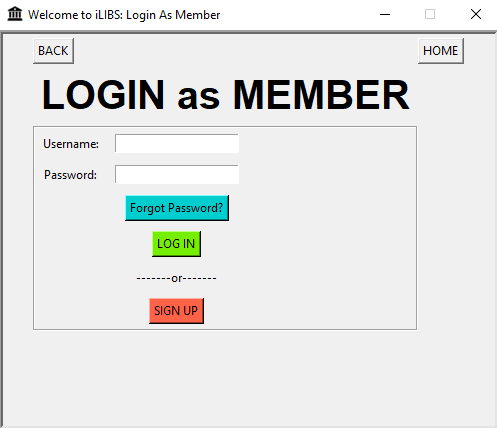 Welcome to iLIBS: Login As Member
BACK HOME
LOGIN as MEMBER
Username:
Password:
Forgot Password?
LOG IN
-------or-------
SIGN UP